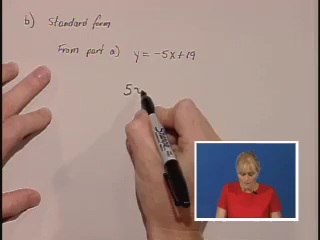 b) Standard form
From part a) y = -5x+19
5x